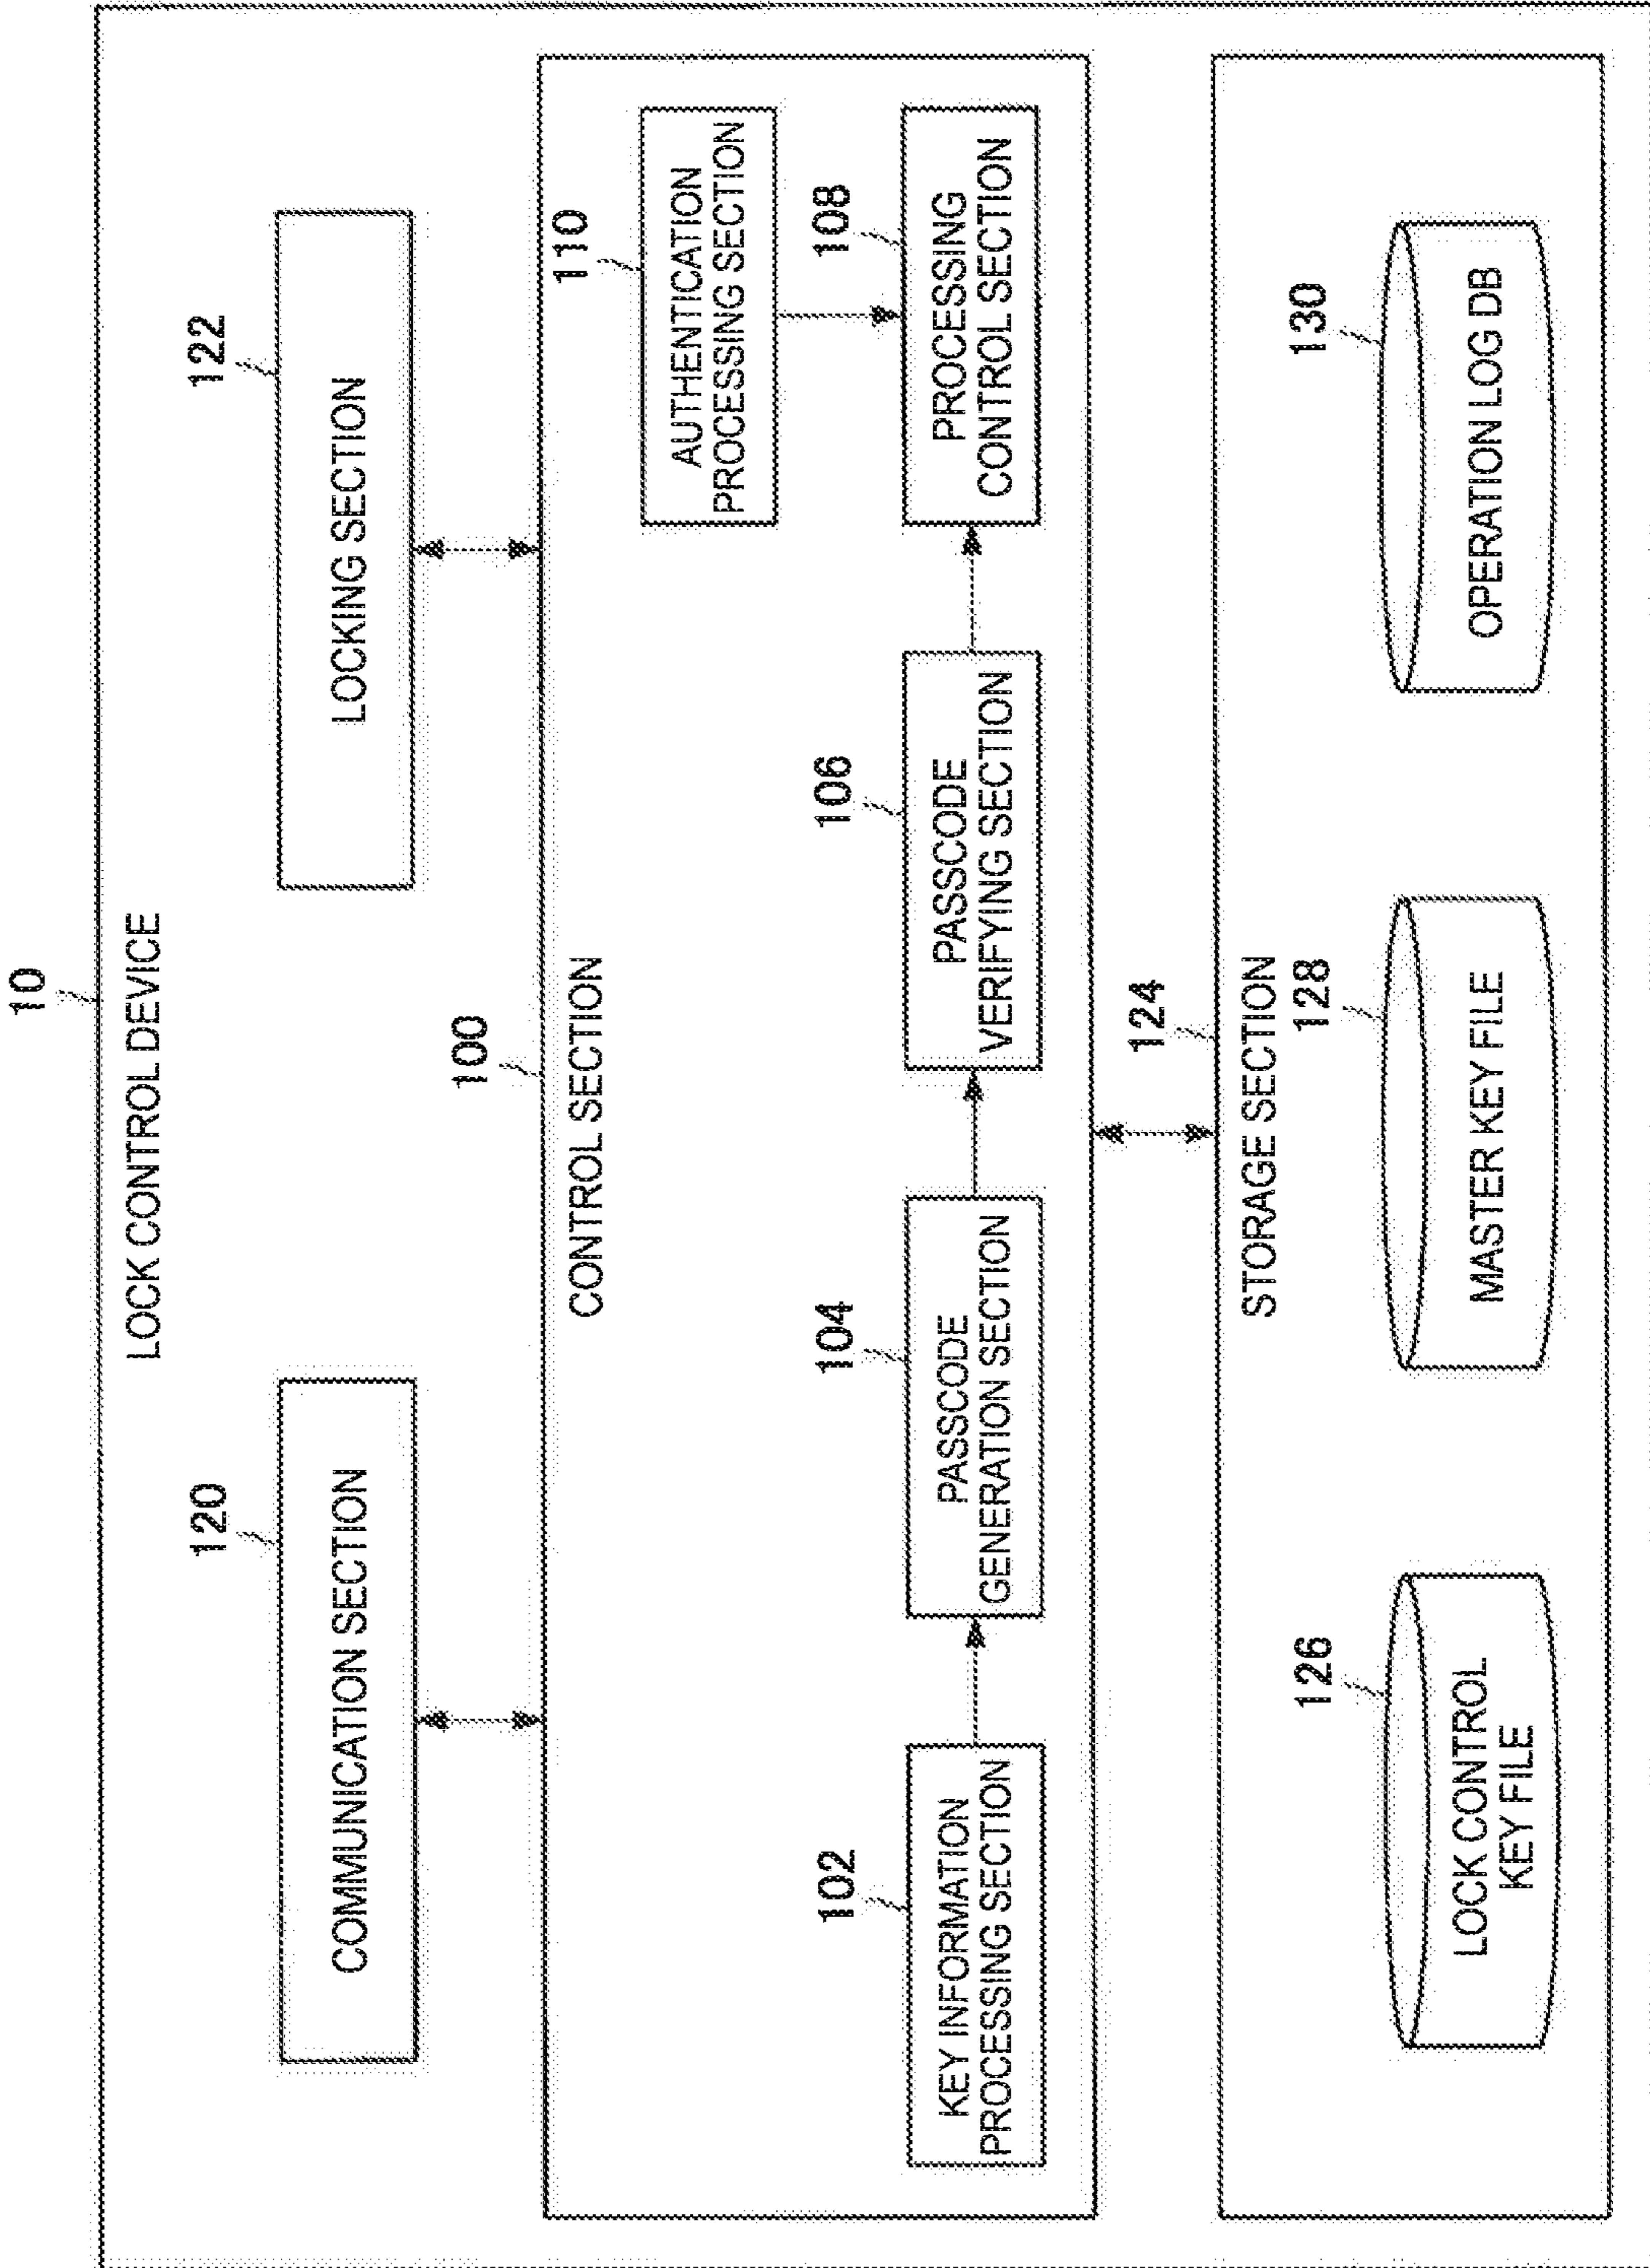 10
LOCK CONTROL DEVICE
120
COMMUNICATION SECTION
122
LOCKING SECTION
100
CONTROL SECTION
110
AUTHENTICATION
PROCESSING SECTION
102
KEY INFORMATION
PROCESSING SECTION
104
PASSCODE
GENERATION SECTION
106
PASSCODE
VERIFYING SECTION
108
PROCESSING
CONTROL SECTION
124
STORAGE SECTION
126
LOCK CONTROL
KEY FILE
128
MASTER KEY FILE
130
OPERATION LOG DB